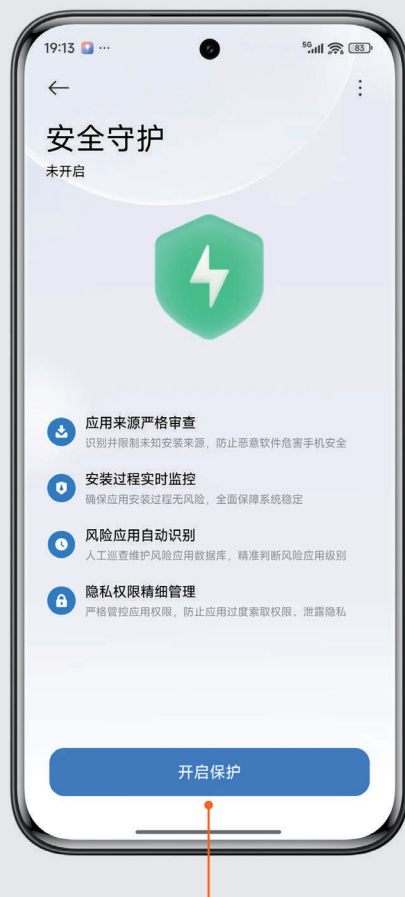 19:13 ··· 5G 83
安全守护
未开启
应用来源严格审查
识别并限制未知安装来源，防止恶意软件危害手机安全
安装过程实时监控
确保应用安装过程无风险，全面保障系统稳定
风险应用自动识别
人工巡查维护风险应用数据库，精准判断风险应用级别
隐私权限精细管理
严格管控应用权限，防止应用过度索取权限、泄露隐私
开启保护